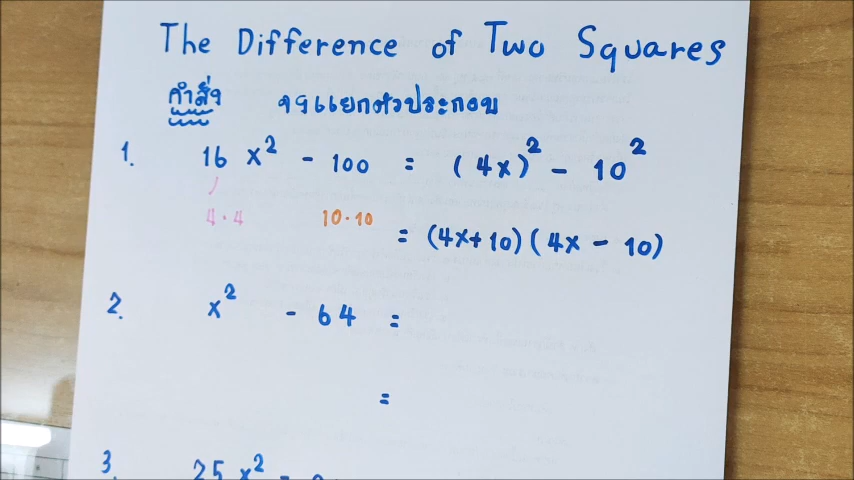 The Difference of Two Squares
คำสั่ง จงแยกตัวประกอบ
1. 16 x² - 100 = (4x)² - 10²
4·4 10·10
= (4x+10)(4x - 10)
2. x² - 64 =
=
3. 25 x² -